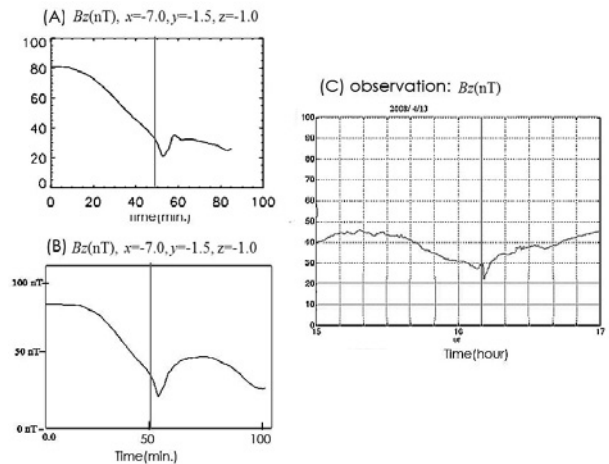 (A) Bz(nT), x=-7.0, y=-1.5, z=-1.0
100
80
60
40
20
0
0 20 40 60 80 100
Time(min.)
(B) Bz(nT), x=-7.0, y=-1.5, z=-1.0
100 nT
50 nT
0 nT
0.0 50 100
Time(min.)
(C) observation: Bz(nT)
2008/4/13
100
90
80
70
60
50
40
30
20
10
0
15 16 17
UT
Time(hour)